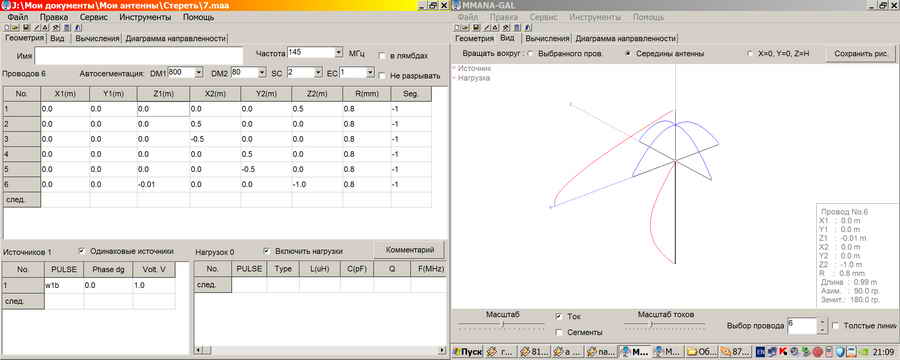 J:\Мои документы\Мои антенны\Стереть\7.maa
Файл Правка Сервис Инструменты Помощь
Геометрия Вид Вычисления Диаграмма направленности
Имя Частота 145 МГц в лямбдах
Проводов 6 Автосегментация: DM1 800 DM2 80 SC 2 EC 1 Не разрывать
No. X1(m) Y1(m) Z1(m) X2(m) Y2(m) Z2(m) R(mm) Seg.
1 0.0 0.0 0.0 0.0 0.0 0.5 0.8 -1
2 0.0 0.0 0.0 0.5 0.0 0.0 0.8 -1
3 0.0 0.0 0.0 -0.5 0.0 0.0 0.8 -1
4 0.0 0.0 0.0 0.0 0.5 0.0 0.8 -1
5 0.0 0.0 0.0 0.0 -0.5 0.0 0.8 -1
6 0.0 0.0 -0.01 0.0 0.0 -1.0 0.8 -1
след.
Источников 1 Одинаковые источники Нагрузок 0 Включить нагрузки Комментарий
No. PULSE Phase dg Volt. V
1 w1b 0.0 1.0
след.
No. PULSE Type L(uH) C(pF) Q F(MHz)
след.
MMANA-GAL
Файл Правка Сервис Инструменты Помощь
Геометрия Вид Вычисления Диаграмма направленности
Вращать вокруг: Выбранного пров. Середины антенны X=0, Y=0, Z=H Сохранить рис.
Источник
Нагрузка
Провод No.6
X1 : 0.0 m
Y1 : 0.0 m
Z1 : -0.01 m
X2 : 0.0 m
Y2 : 0.0 m
Z2 : -1.0 m
R : 0.8 mm
Длина : 0.99 m
Азим. : 90.0 гр.
Зенит.: 180.0 гр.
Масштаб Ток Масштаб токов
Сегменты Выбор провода 6 Толстые линии
Пуск г... 81... a ... па... M... M... Об... 87... EN 21:09